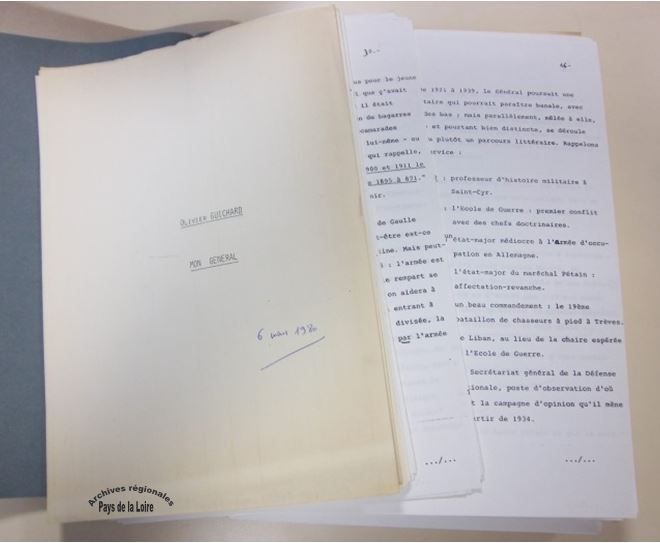 OLIVIER GUICHARD
MON GENERAL
6 mars 1980
Archives régionales
Pays de la Loire
30.-
us pour le jeune
t que ç'avait
il était
n de bagarres
camarades
lui-même - ou
qui rappelle,
900 et 1911 le
e 1895 à 871."
nir.
de Gaulle
t-être est-ce
ine. Mais peut-
: l'armée est
e rempart se
on aidera à
entrant à
divisée, la
par l'armée
.../...
46-
e 1921 à 1939, le Général poursuit une
taire qui pourrait paraître banale, avec
des bas ; mais parallèlement, mêlée à elle,
et pourtant bien distincte, se déroule
u plutôt un parcours littéraire. Rappelons
ervice :
: professeur d'histoire militaire à
Saint-Cyr.
: l'Ecole de Guerre : premier conflit
avec des chefs doctrinaires.
un
état-major médiocre à l'armée d'occu-
pation en Allemagne.
l'état-major du maréchal Pétain :
affectation-revanche.
un beau commandement : le 19ème
bataillon de chasseurs à pied à Trèves.
e Liban, au lieu de la chaire espérée
l'Ecole de Guerre.
Secrétariat général de la Défense
ionale, poste d'observation d'où
t la campagne d'opinion qu'il mène
artir de 1934.
.../...